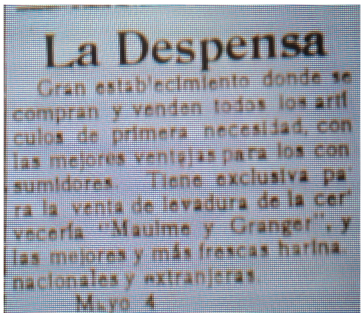 La Despensa
Gran establecimiento donde se
compran y venden todos los artí
culos de primera necesidad, con
las mejores ventajas para los con
sumidores. Tiene exclusiva pa
ra la venta de levadura de la cer
vecería "Maulme y Granger", y
las mejores y más frescas harina.
nacionales y extranjeras.
Mayo 4